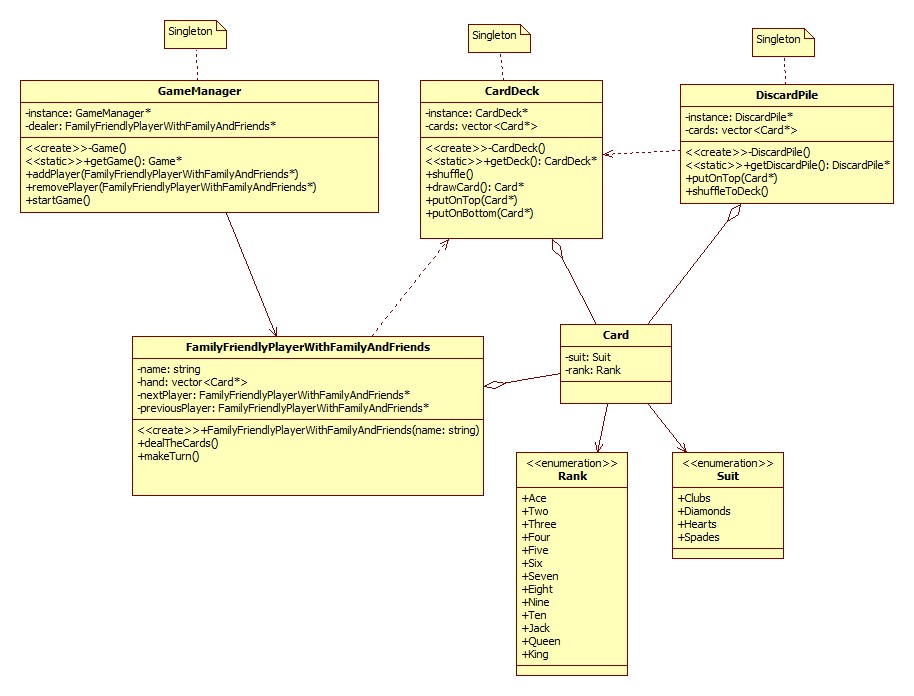 Singleton
GameManager
-instance: GameManager*
-dealer: FamilyFriendlyPlayerWithFamilyAndFriends*
<<create>>-Game()
<<static>>+getGame(): Game*
+addPlayer(FamilyFriendlyPlayerWithFamilyAndFriends*)
+removePlayer(FamilyFriendlyPlayerWithFamilyAndFriends*)
+startGame()
Singleton
CardDeck
-instance: CardDeck*
-cards: vector<Card*>
<<create>>-CardDeck()
<<static>>+getDeck(): CardDeck*
+shuffle()
+drawCard(): Card*
+putOnTop(Card*)
+putOnBottom(Card*)
Singleton
DiscardPile
-instance: DiscardPile*
-cards: vector<Card*>
<<create>>-DiscardPile()
<<static>>+getDiscardPile(): DiscardPile*
+putOnTop(Card*)
+shuffleToDeck()
FamilyFriendlyPlayerWithFamilyAndFriends
-name: string
-hand: vector<Card*>
-nextPlayer: FamilyFriendlyPlayerWithFamilyAndFriends*
-previousPlayer: FamilyFriendlyPlayerWithFamilyAndFriends*
<<create>>+FamilyFriendlyPlayerWithFamilyAndFriends(name: string)
+dealTheCards()
+makeTurn()
Card
-suit: Suit
-rank: Rank
<<enumeration>>
Rank
+Ace
+Two
+Three
+Four
+Five
+Six
+Seven
+Eight
+Nine
+Ten
+Jack
+Queen
+King
<<enumeration>>
Suit
+Clubs
+Diamonds
+Hearts
+Spades